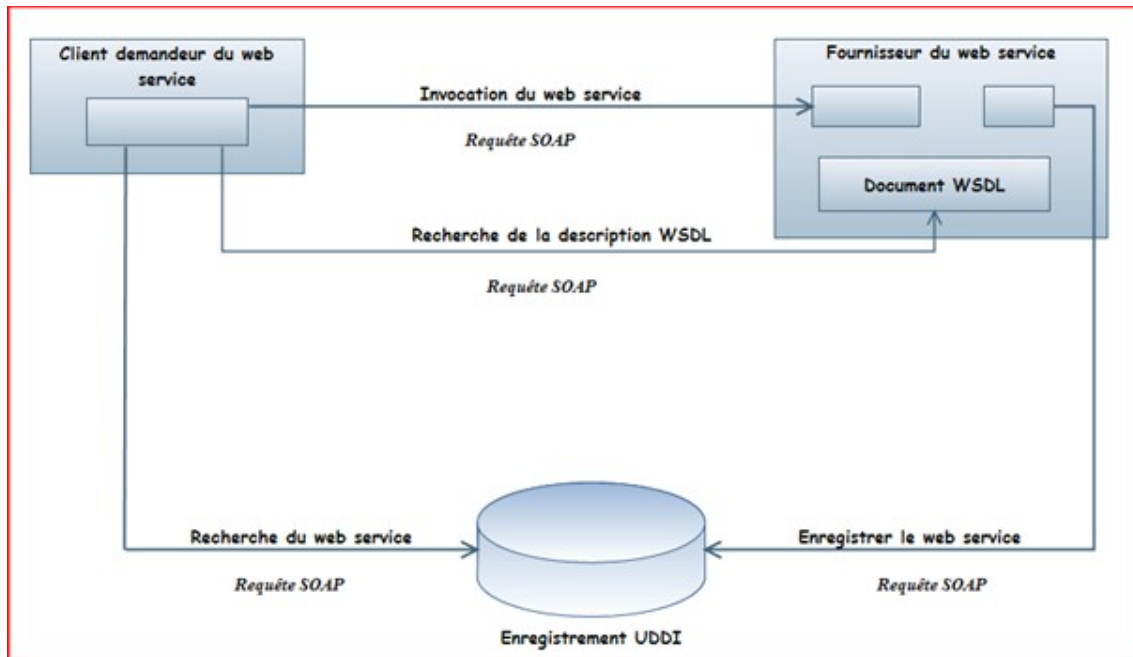 Client demandeur du web
service
Fournisseur du web service
Invocation du web service
Requête SOAP
Document WSDL
Recherche de la description WSDL
Requête SOAP
Recherche du web service
Requête SOAP
Enregistrer le web service
Requête SOAP
Enregistrement UDDI